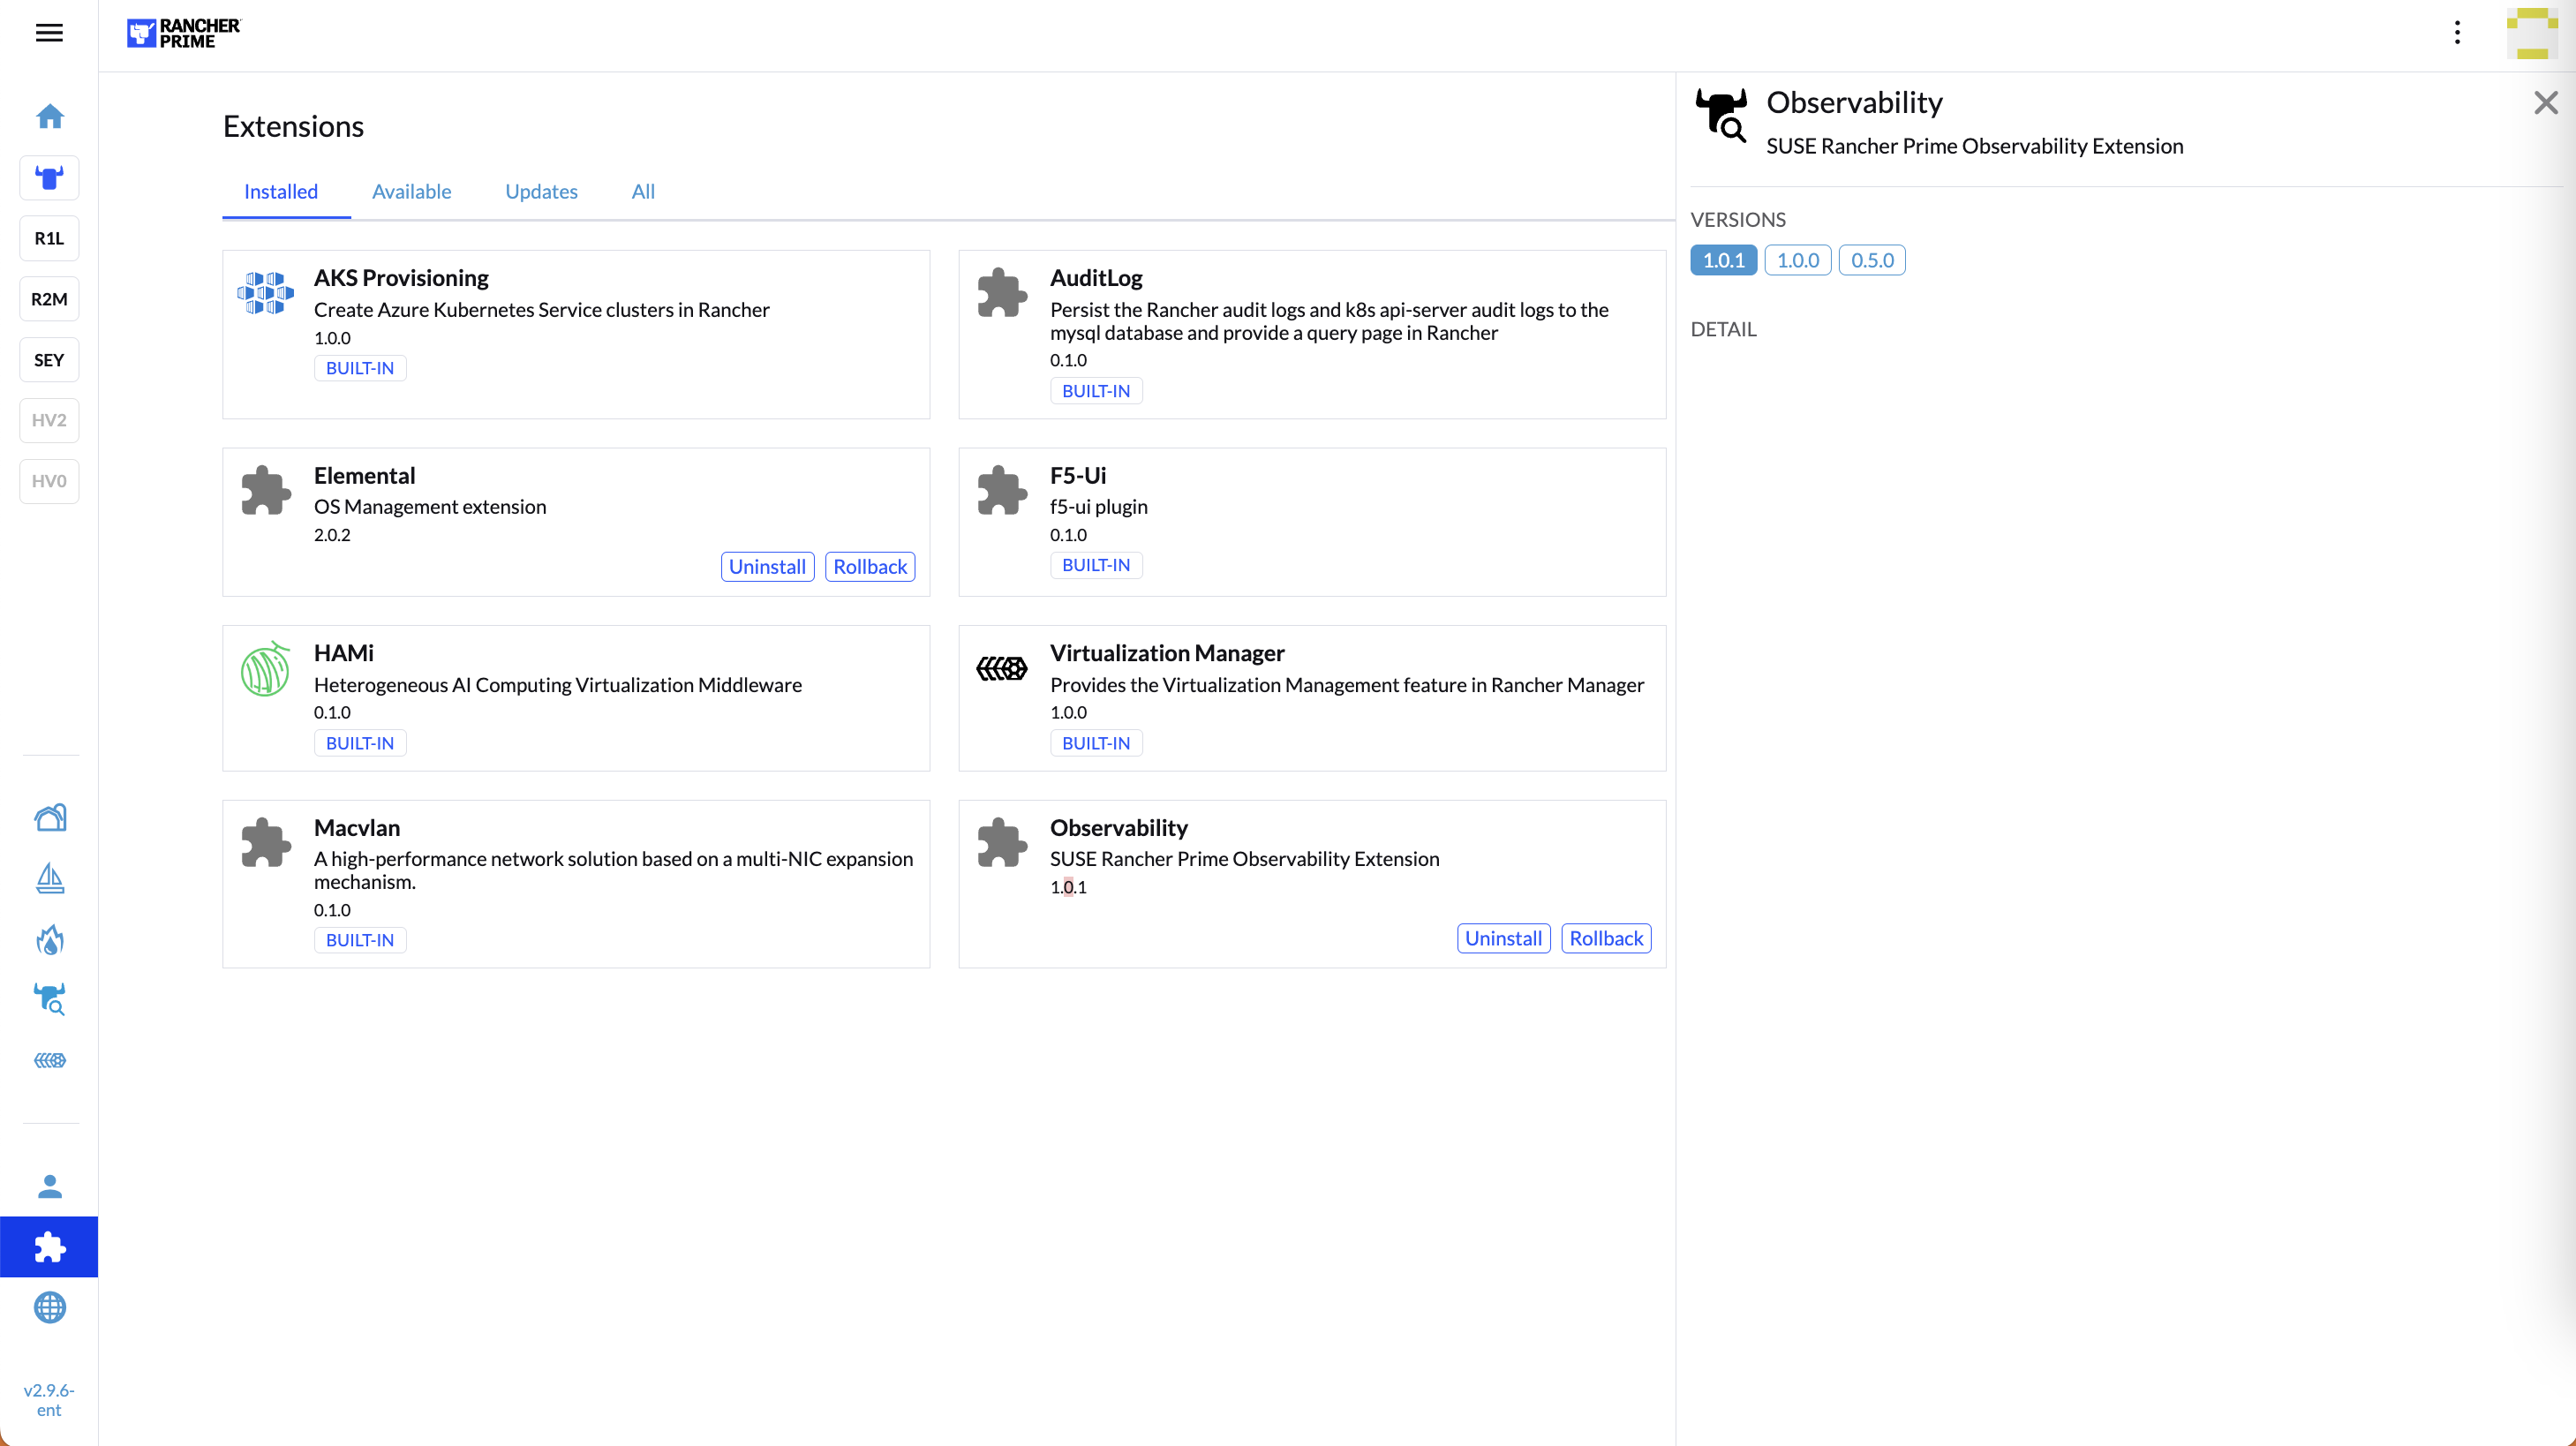 RANCHER
PRIME
R1L
R2M
SEY
HV2
HV0
v2.9.6-
ent
Extensions
Installed
Available
Updates
All
AKS Provisioning
Create Azure Kubernetes Service clusters in Rancher
1.0.0
BUILT-IN
AuditLog
Persist the Rancher audit logs and k8s api-server audit logs to the
mysql database and provide a query page in Rancher
0.1.0
BUILT-IN
Elemental
OS Management extension
2.0.2
Uninstall
Rollback
F5-Ui
f5-ui plugin
0.1.0
BUILT-IN
HAMi
Heterogeneous AI Computing Virtualization Middleware
0.1.0
BUILT-IN
Virtualization Manager
Provides the Virtualization Management feature in Rancher Manager
1.0.0
BUILT-IN
Macvlan
A high-performance network solution based on a multi-NIC expansion
mechanism.
0.1.0
BUILT-IN
Observability
SUSE Rancher Prime Observability Extension
1.0.1
Uninstall
Rollback
Observability
SUSE Rancher Prime Observability Extension
VERSIONS
1.0.1
1.0.0
0.5.0
DETAIL